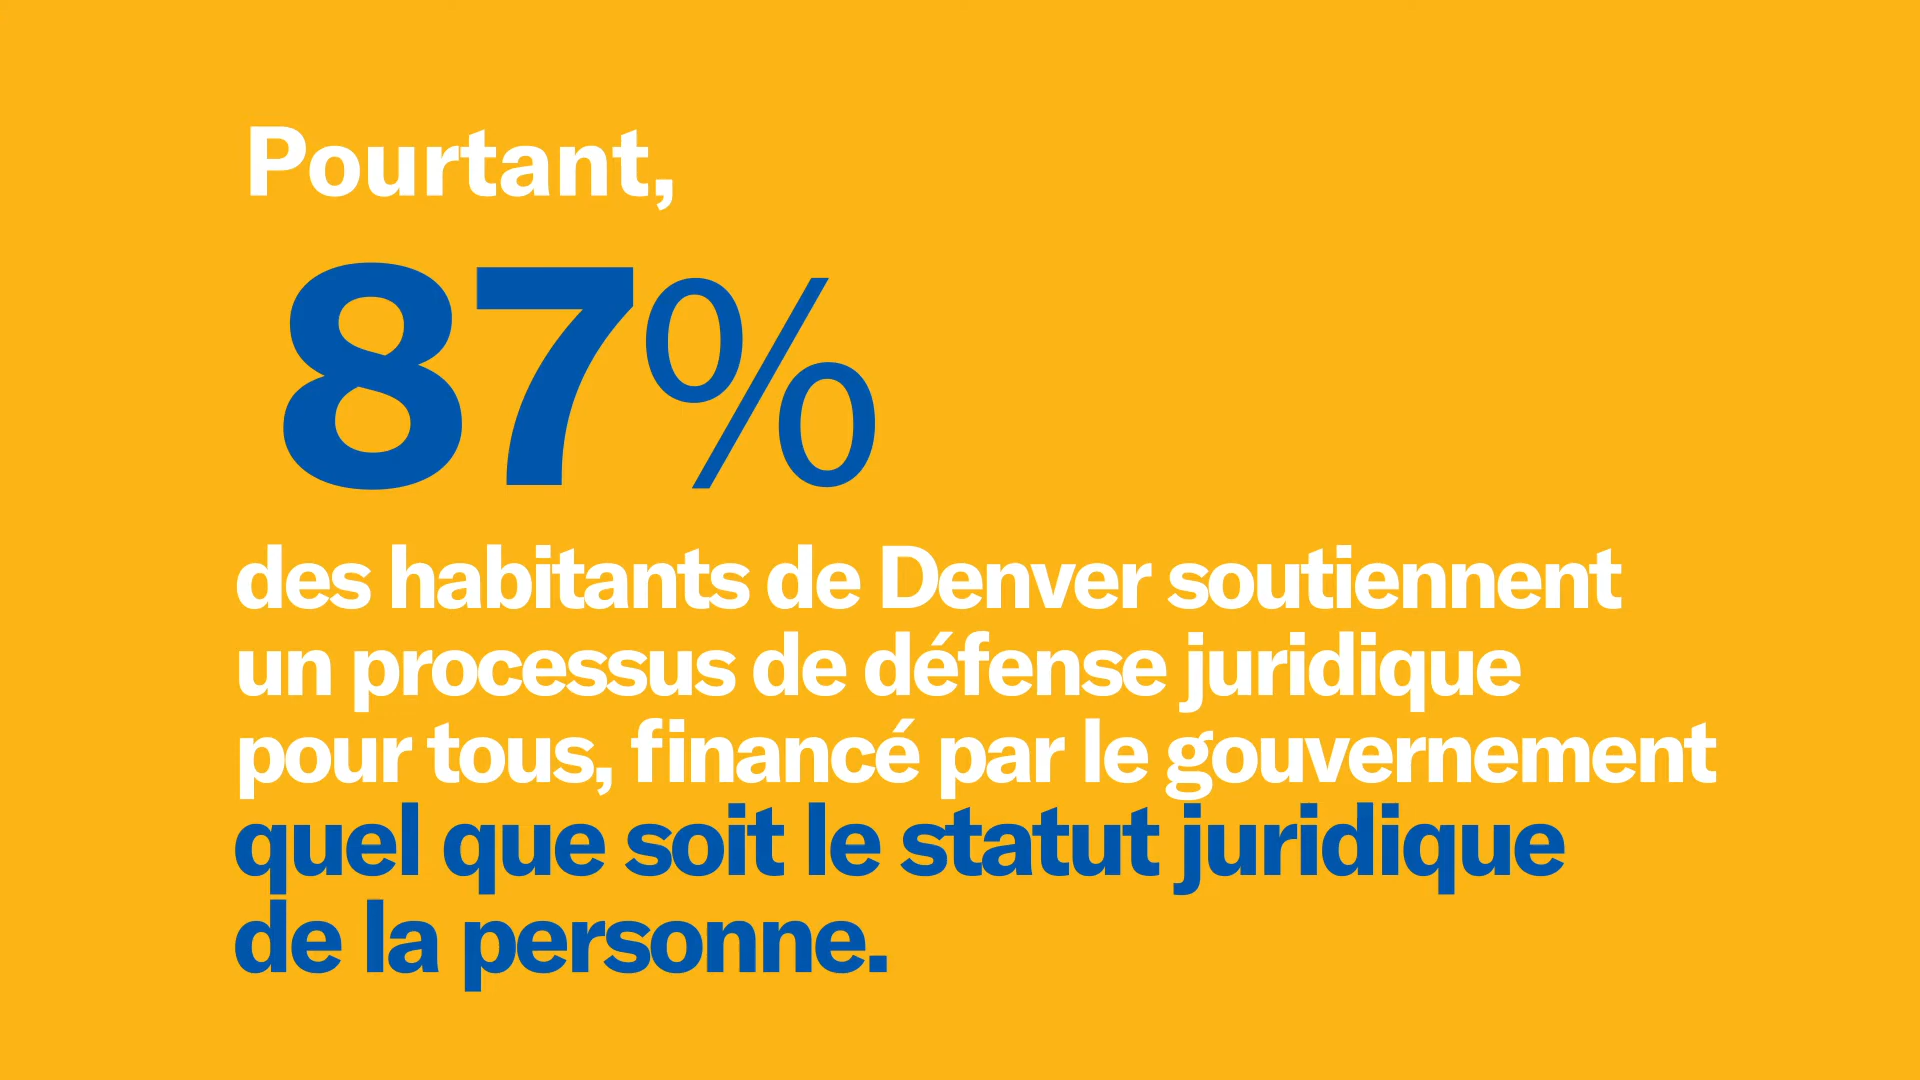 Pourtant,
87%
des habitants de Denver soutiennent
un processus de défense juridique
pour tous, financé par le gouvernement
quel que soit le statut juridique
de la personne.